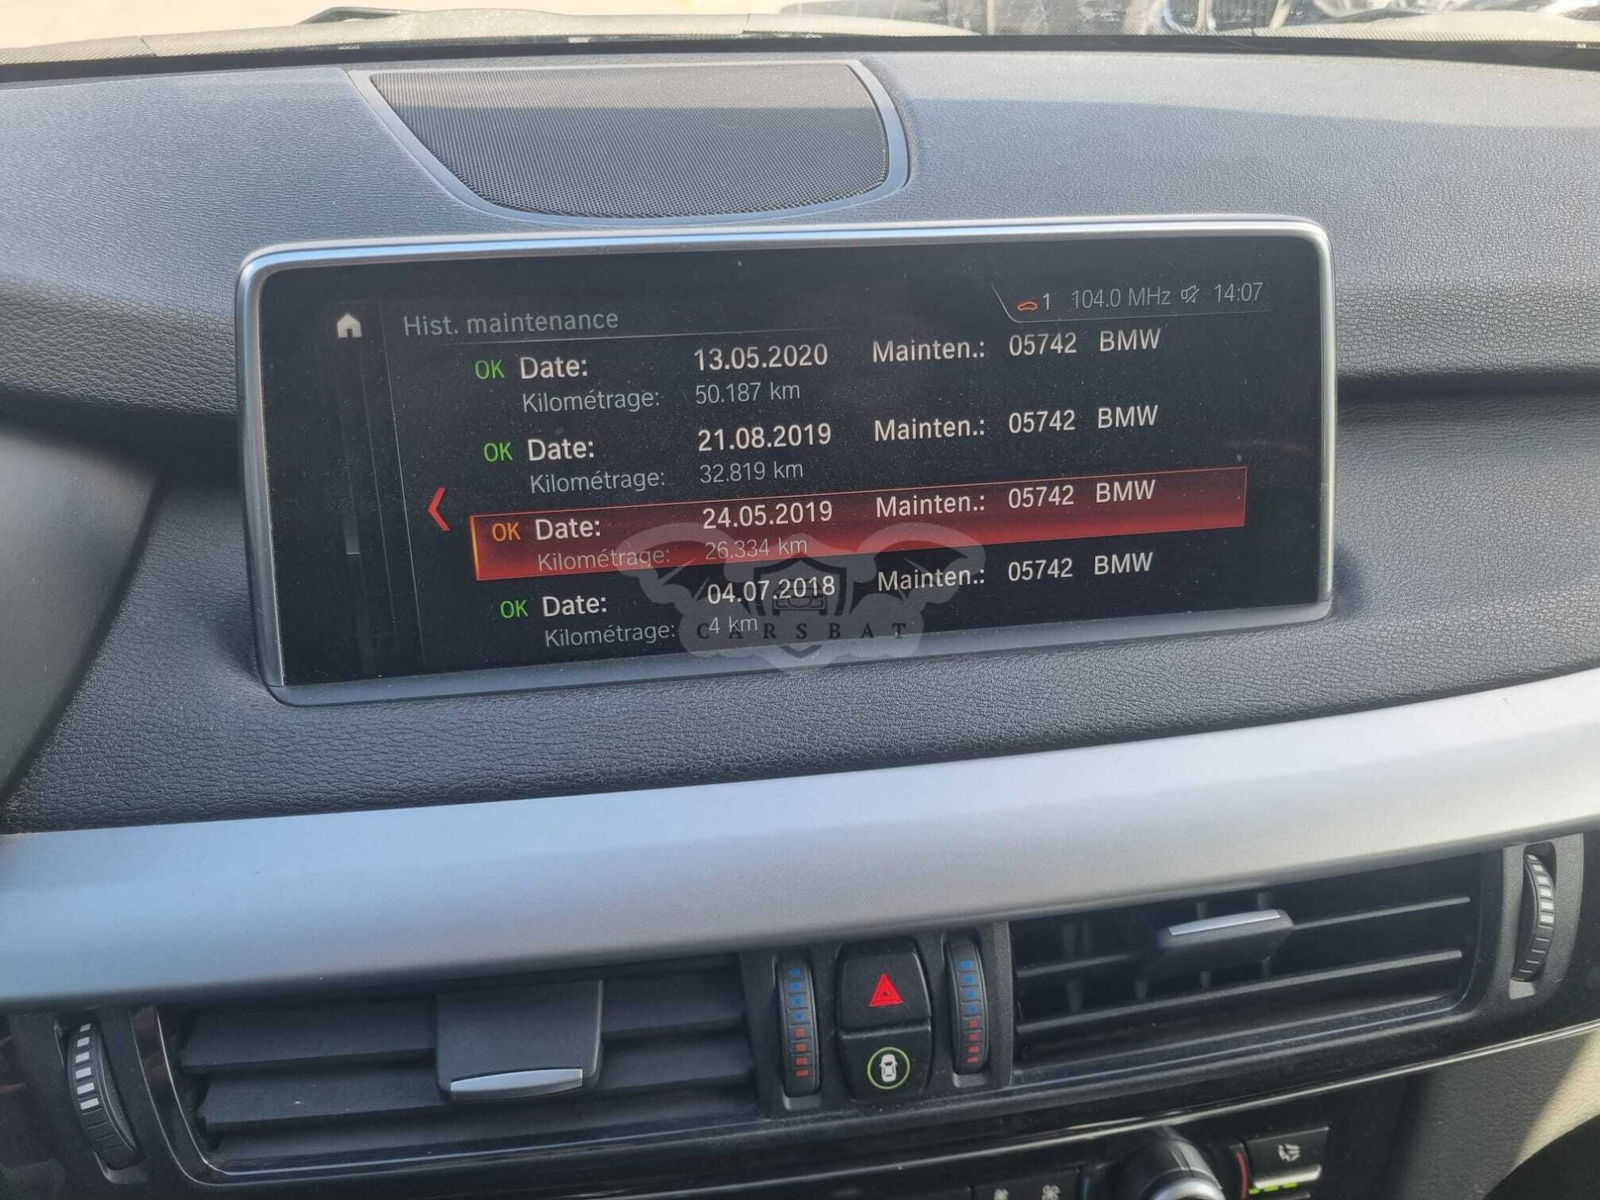 1 104.0 MHz 14:07
Hist. maintenance
OK Date: 13.05.2020 Mainten.: 05742 BMW
Kilométrage: 50.187 km
OK Date: 21.08.2019 Mainten.: 05742 BMW
Kilométrage: 32.819 km
OK Date: 24.05.2019 Mainten.: 05742 BMW
Kilométrage: 26.334 km
OK Date: 04.07.2018 Mainten.: 05742 BMW
Kilométrage: 4 km
CARSBAT